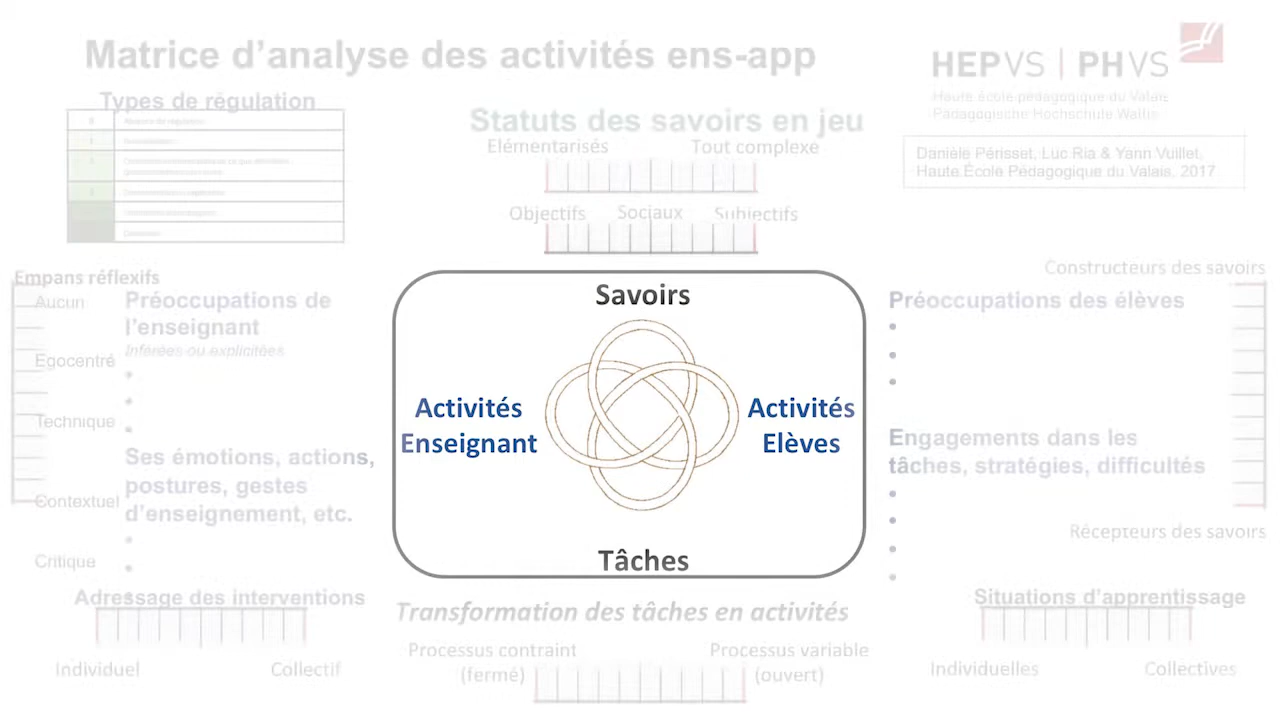 Matrice d’analyse des activités ens-app
HEPVS | PHVS
Haute école pédagogique du Valais
Pädagogische Hochschule Wallis
Danièle Périsset, Luc Ria & Yann Vuillet,
Haute École Pédagogique du Valais, 2017
Types de régulation
Statuts des savoirs en jeu
Elémentarisés
Tout complexe
Objectifs
Sociaux
Subjectifs
Empans réflexifs
Aucun
Egocentré
Technique
Contextuel
Critique
Préoccupations de
l’enseignant
Inférées ou explicitées
Ses émotions, actions,
postures, gestes
d’enseignement, etc.
Savoirs
Activités
Enseignant
Activités
Elèves
Tâches
Constructeurs des savoirs
Préoccupations des élèves
Engagements dans les
tâches, stratégies, difficultés
Récepteurs des savoirs
Adressage des interventions
Individuel
Collectif
Transformation des tâches en activités
Processus contraint
(fermé)
Processus variable
(ouvert)
Situations d’apprentissage
Individuelles
Collectives